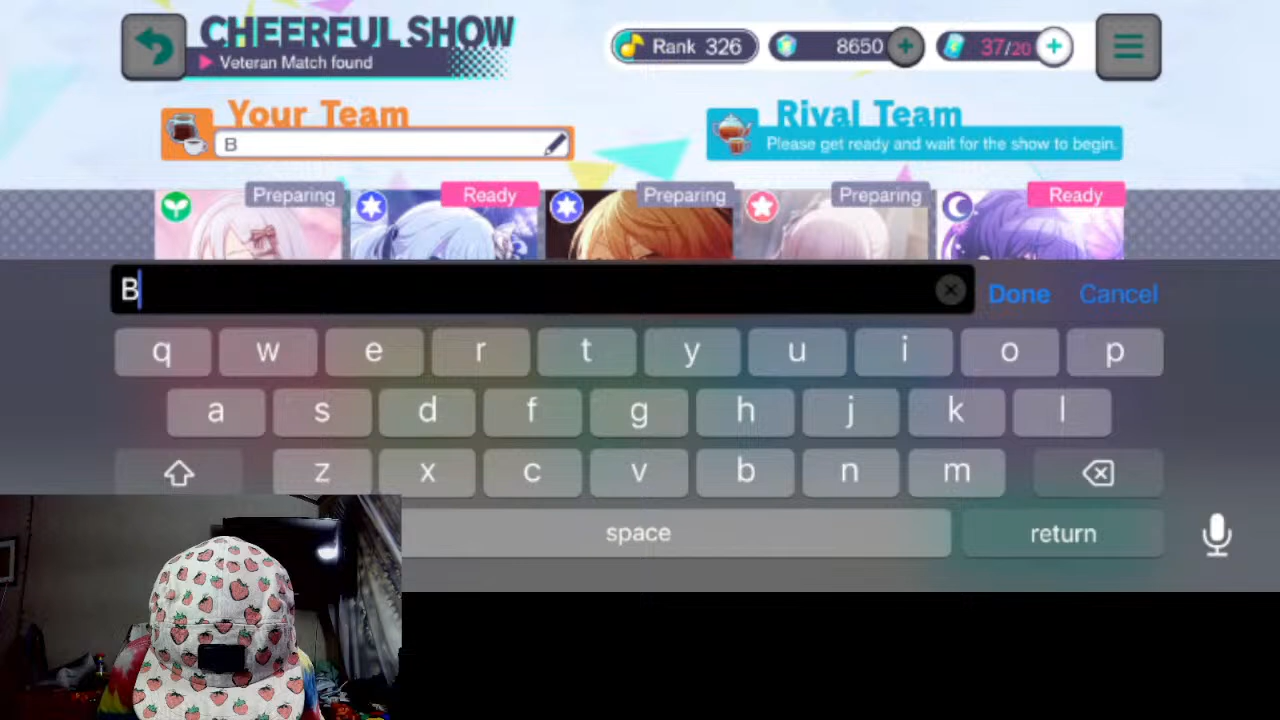 CHEERFUL SHOW
Veteran Match found
Rank 326
8650
37/20
Your Team
B
Rival Team
Please get ready and wait for the show to begin.
Preparing
Ready
Preparing
Preparing
Ready
B
Done
Cancel
q w e r t y u i o p
a s d f g h j k l
z x c v b n m
space
return